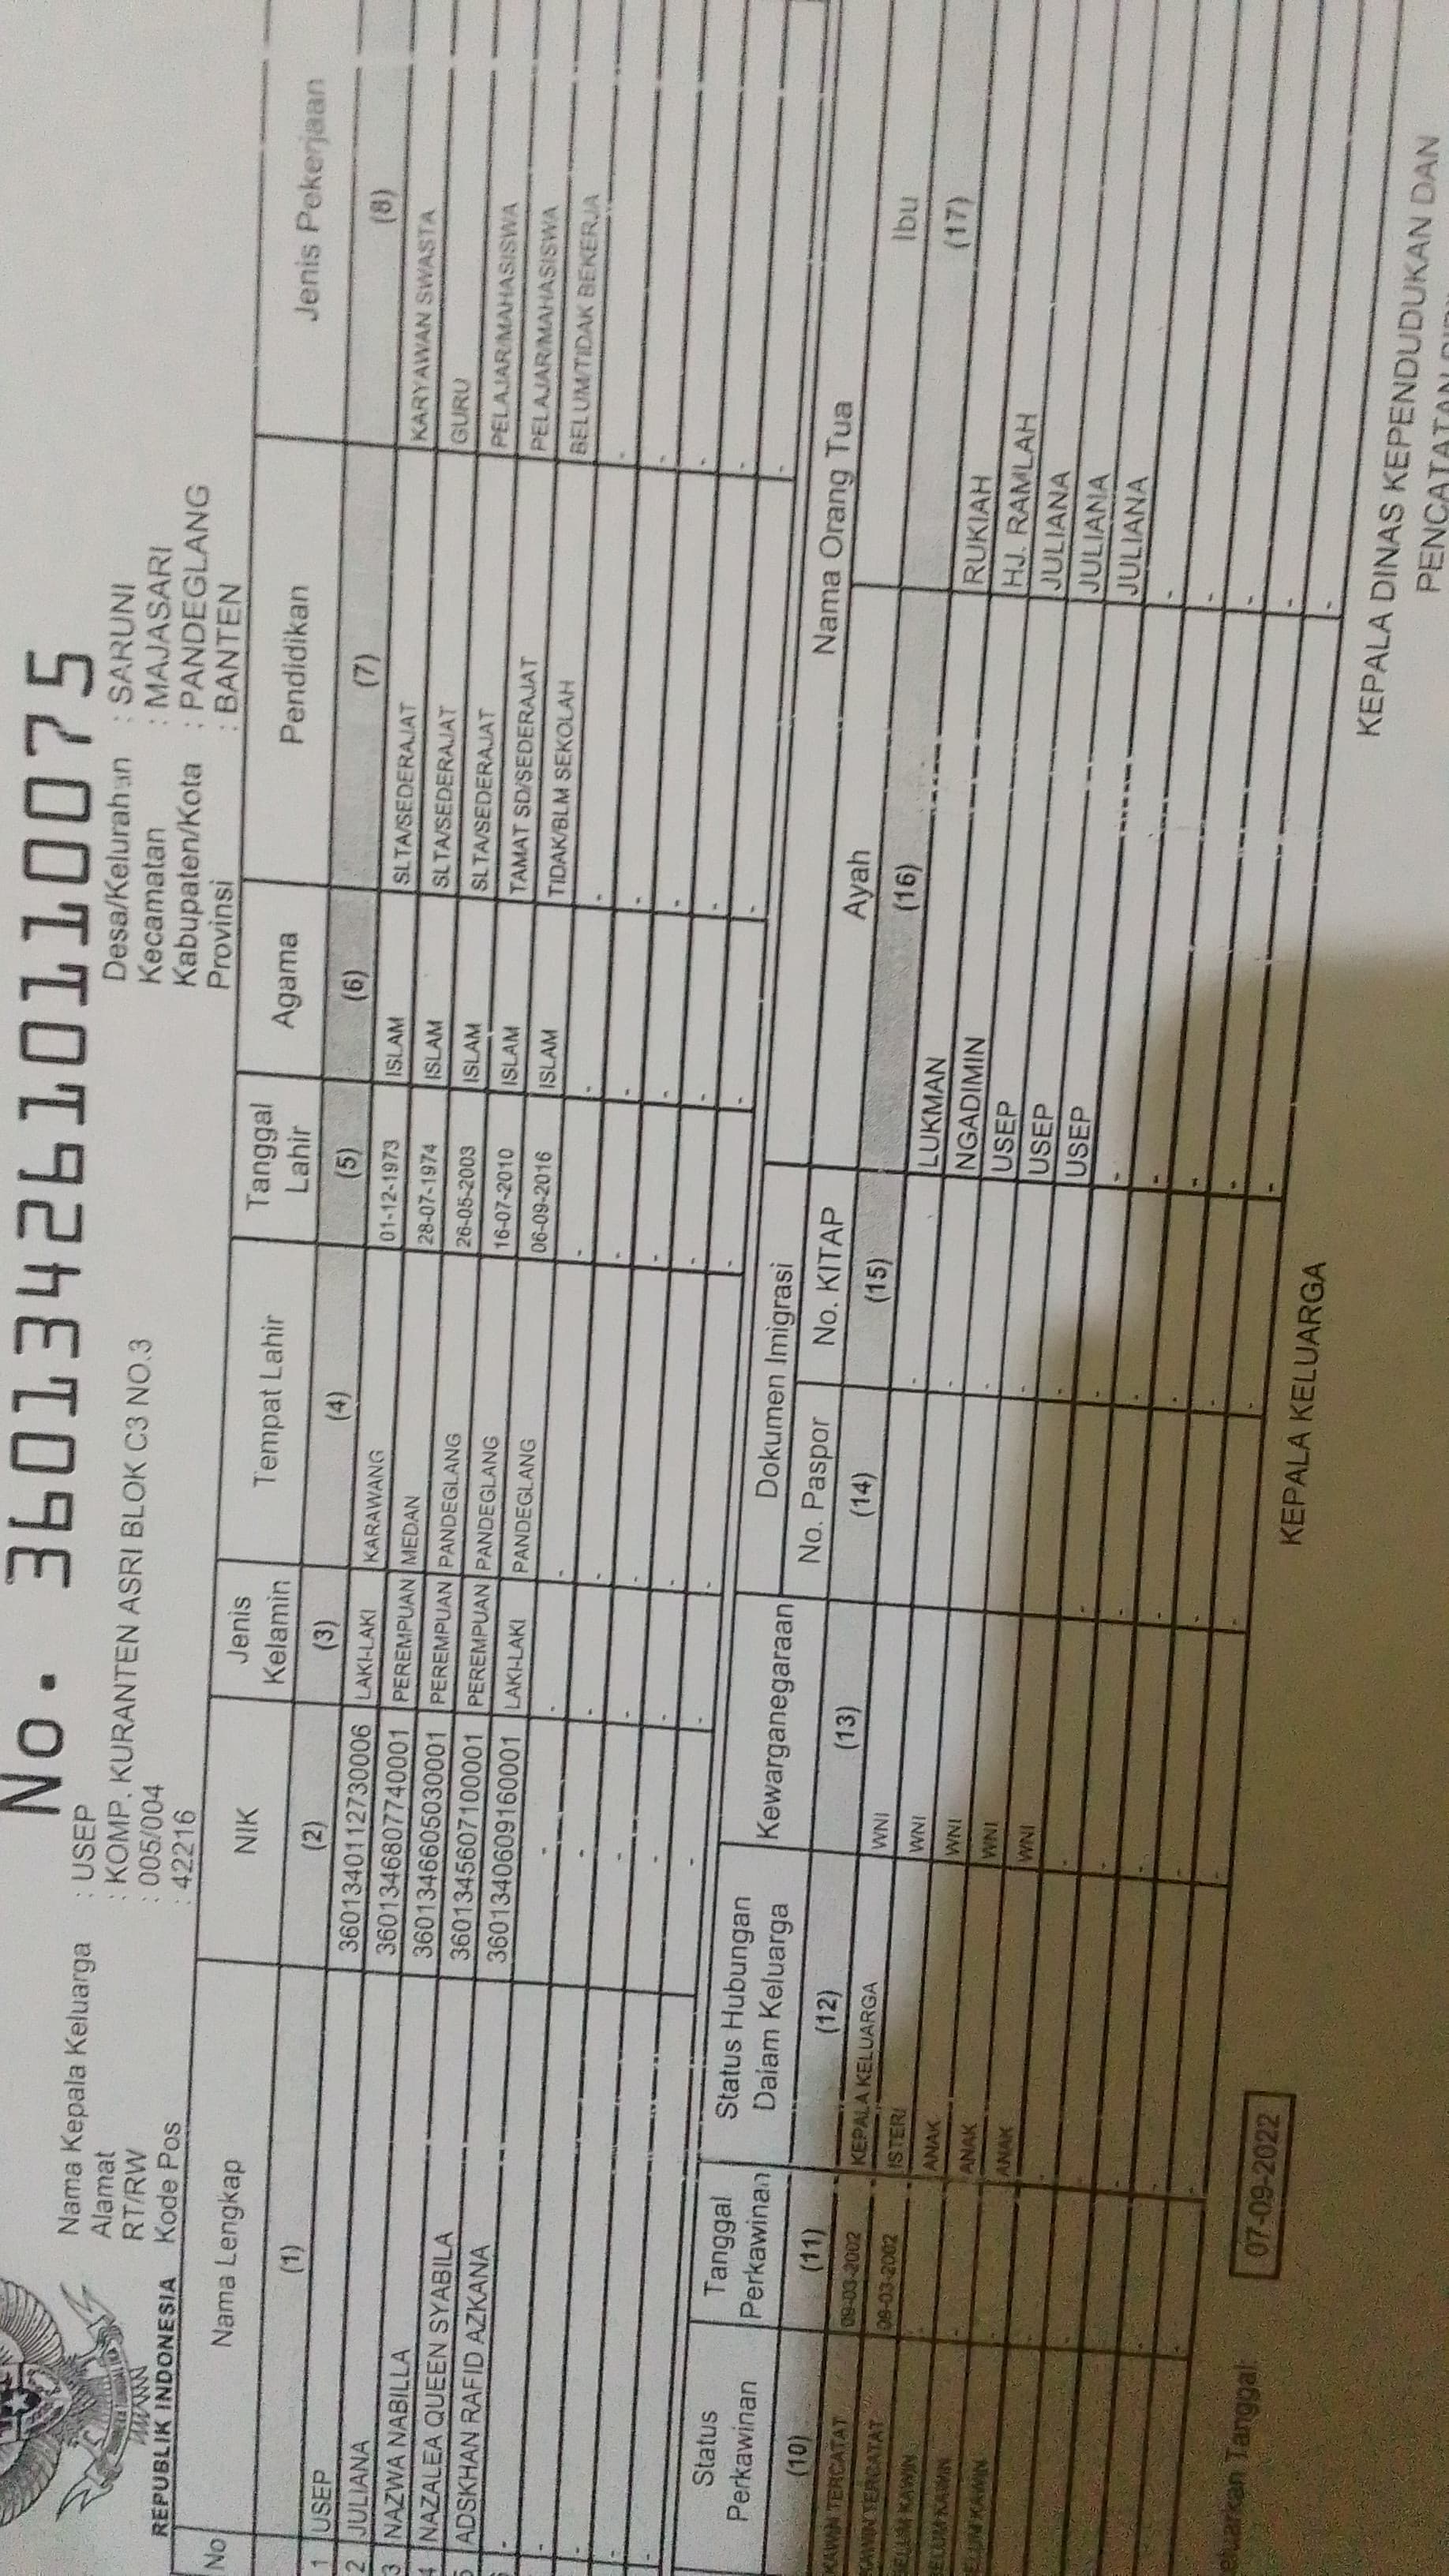 No. 3601342610110075
Nama Kepala Keluarga : USEP
Alamat : KOMP. KURANTEN ASRI BLOK C3 NO.3
RT/RW : 005/004
Kode Pos : 42216
Desa/Kelurahan : SARUNI
Kecamatan : MAJASARI
Kabupaten/Kota : PANDEGLANG
Provinsi : BANTEN
REPUBLIK INDONESIA
No Nama Lengkap NIK Jenis Kelamin Tempat Lahir Tanggal Lahir Agama Pendidikan Jenis Pekerjaan
(1) (2) (3) (4) (5) (6) (7) (8)
1 USEP 3601340112730006 LAKI-LAKI KARAWANG 01-12-1973 ISLAM SLTA/SEDERAJAT KARYAWAN SWASTA
2 JULIANA 3601346807740001 PEREMPUAN MEDAN 28-07-1974 ISLAM SLTA/SEDERAJAT GURU
3 NAZWA NABILLA 3601346605030001 PEREMPUAN PANDEGLANG 26-05-2003 ISLAM SLTA/SEDERAJAT PELAJAR/MAHASISWA
4 NAZALEA QUEEN SYABILA 3601345607100001 PEREMPUAN PANDEGLANG 16-07-2010 ISLAM TAMAT SD/SEDERAJAT PELAJAR/MAHASISWA
5 ADSKHAN RAFID AZKANA 3601340609160001 LAKI-LAKI PANDEGLANG 06-09-2016 ISLAM TIDAK/BLM SEKOLAH BELUM/TIDAK BEKERJA
Status Perkawinan Tanggal Perkawinan Status Hubungan Dalam Keluarga Kewarganegaraan Dokumen Imigrasi Nama Orang Tua
No. Paspor No. KITAP Ayah Ibu
(10) (11) (12) (13) (14) (15) (16) (17)
KAWIN TERCATAT 09-03-2002 KEPALA KELUARGA WNI - LUKMAN RUKIAH
KAWIN TERCATAT 09-03-2002 ISTERI WNI - NGADIMIN HJ. RAMLAH
BELUM KAWIN - ANAK WNI - USEP JULIANA
BELUM KAWIN - ANAK WNI - USEP JULIANA
BELUM KAWIN - ANAK WNI - USEP JULIANA
Tanggal: 07-09-2022
KEPALA KELUARGA
KEPALA DINAS KEPENDUDUKAN DAN
PENCATATAN